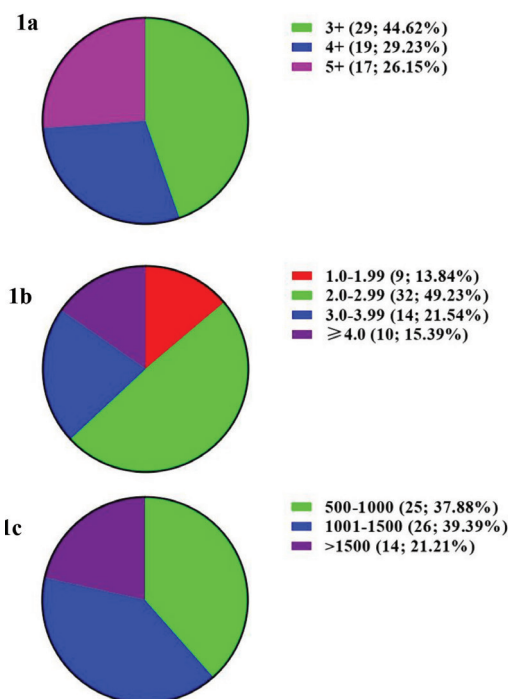 1a
3+ (29; 44.62%)
4+ (19; 29.23%)
5+ (17; 26.15%)
1b
1.0-1.99 (9; 13.84%)
2.0-2.99 (32; 49.23%)
3.0-3.99 (14; 21.54%)
≥4.0 (10; 15.39%)
1c
500-1000 (25; 37.88%)
1001-1500 (26; 39.39%)
>1500 (14; 21.21%)